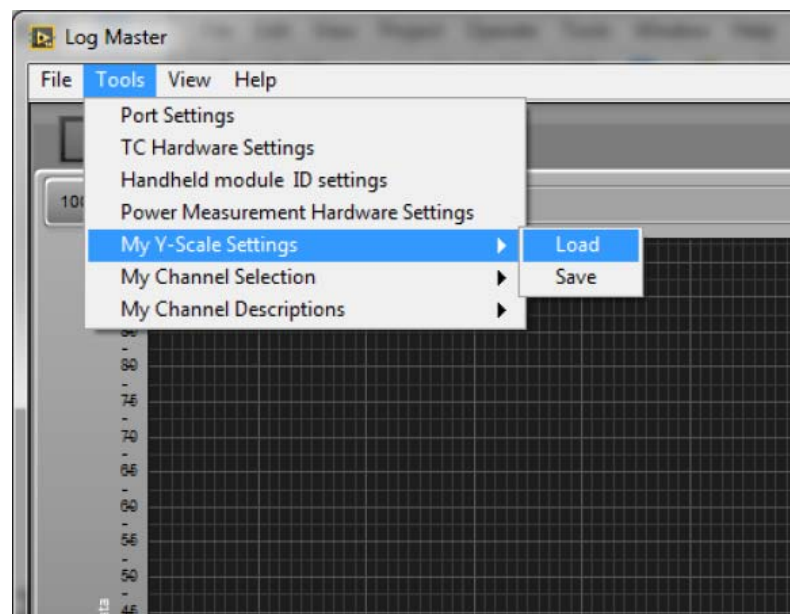 Log Master
File Tools View Help
Port Settings
TC Hardware Settings
Handheld module ID settings
Power Measurement Hardware Settings
My Y-Scale Settings
Load
My Channel Selection
Save
My Channel Descriptions
80
75
70
65
60
55
50
45